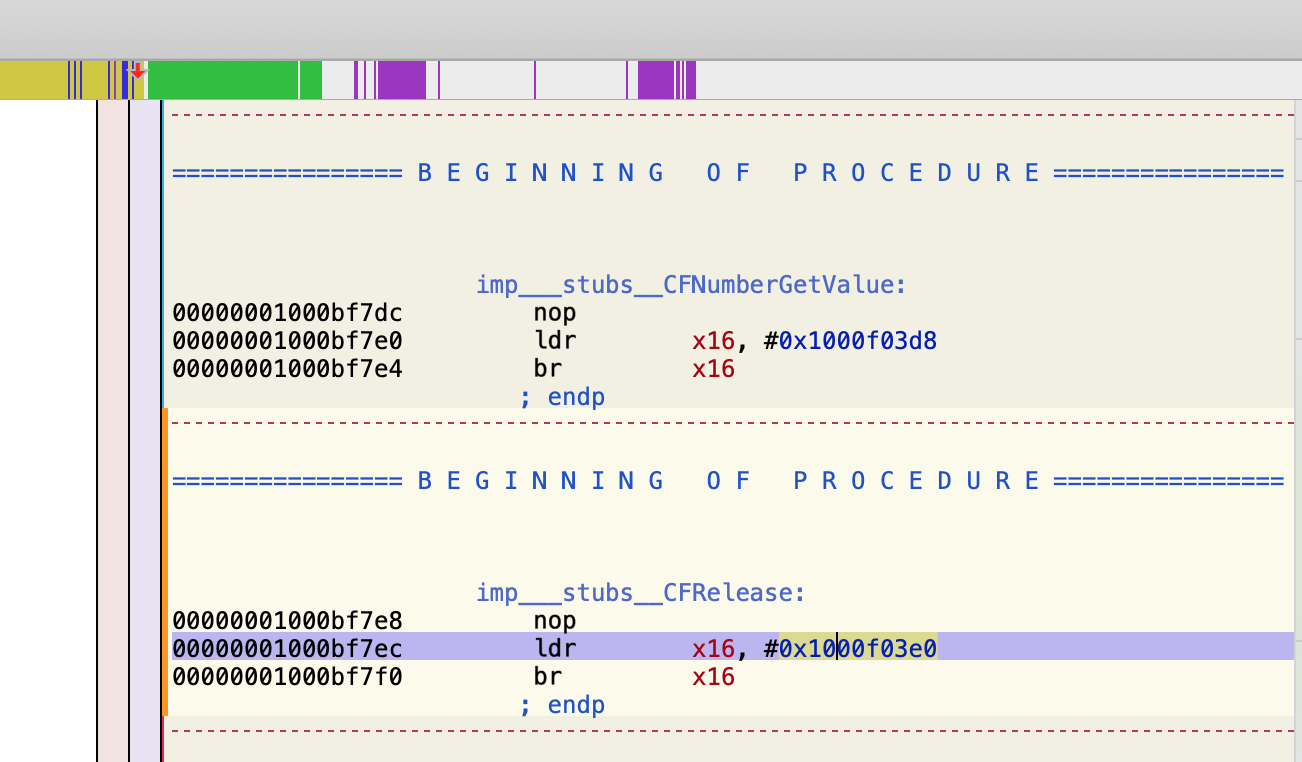 ================ B E G I N N I N G   O F   P R O C E D U R E ================
imp___stubs__CFNumberGetValue:
00000001000bf7dc nop
00000001000bf7e0 ldr x16, #0x1000f03d8
00000001000bf7e4 br x16
; endp
================ B E G I N N I N G   O F   P R O C E D U R E ================
imp___stubs__CFRelease:
00000001000bf7e8 nop
00000001000bf7ec ldr x16, #0x1000f03e0
00000001000bf7f0 br x16
; endp